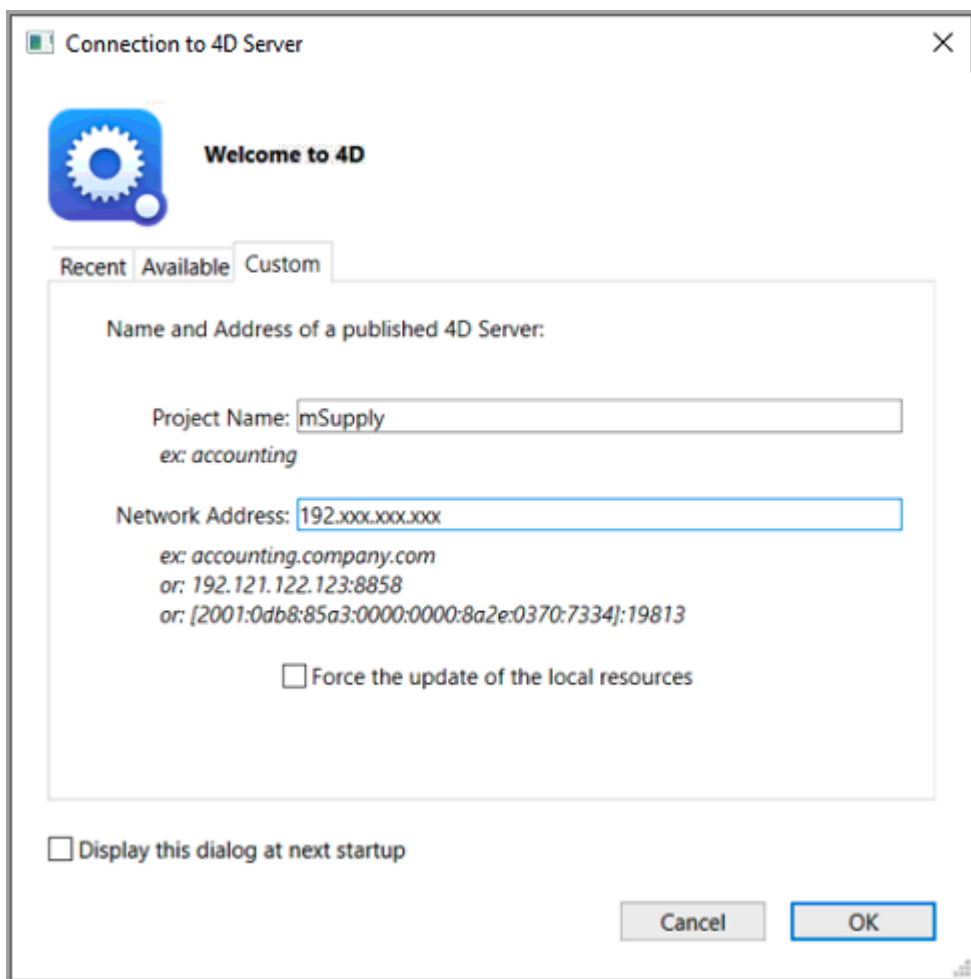 Connection to 4D Server
Welcome to 4D
Recent Available Custom
Name and Address of a published 4D Server:
Project Name: mSupply
ex: accounting
Network Address: 192.xxx.xxx.xxx
ex: accounting.company.com
or: 192.121.122.123:8858
or: [2001:0db8:85a3:0000:0000:8a2e:0370:7334]:19813
Force the update of the local resources
Display this dialog at next startup
Cancel OK